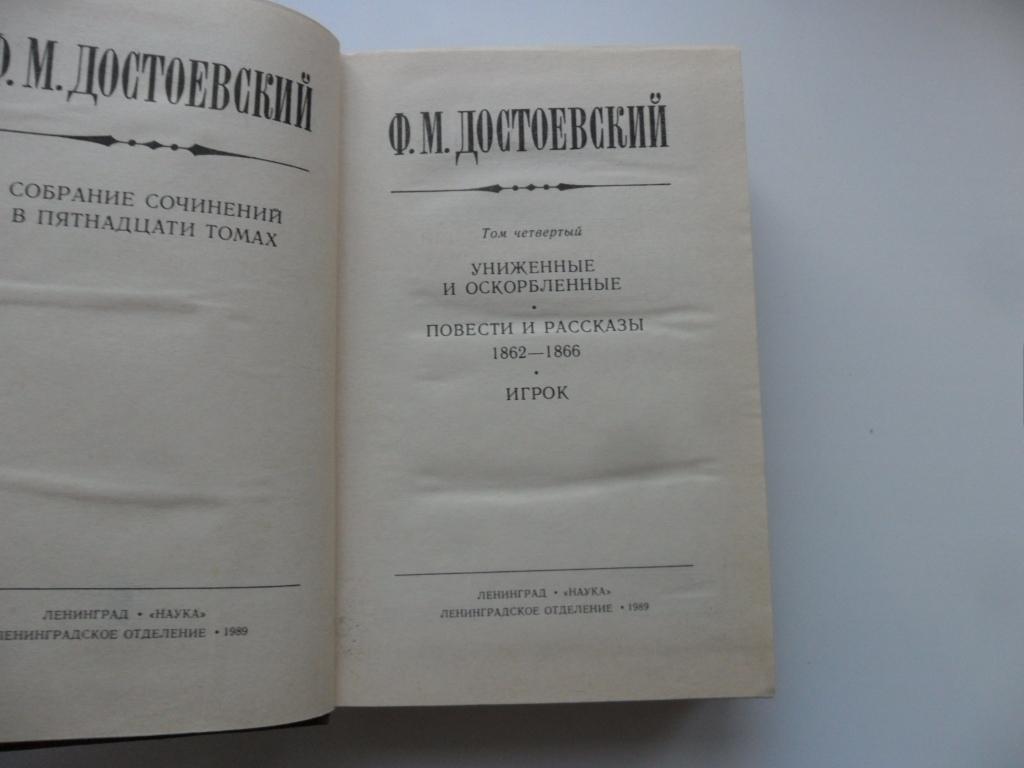 Ф. М. ДОСТОЕВСКИЙ
СОБРАНИЕ СОЧИНЕНИЙ
В ПЯТНАДЦАТИ ТОМАХ
ЛЕНИНГРАД • «НАУКА»
ЛЕНИНГРАДСКОЕ ОТДЕЛЕНИЕ • 1989
Ф. М. ДОСТОЕВСКИЙ
Том четвертый
УНИЖЕННЫЕ
И ОСКОРБЛЕННЫЕ
•
ПОВЕСТИ И РАССКАЗЫ
1862—1866
•
ИГРОК
ЛЕНИНГРАД • «НАУКА»
ЛЕНИНГРАДСКОЕ ОТДЕЛЕНИЕ • 1989